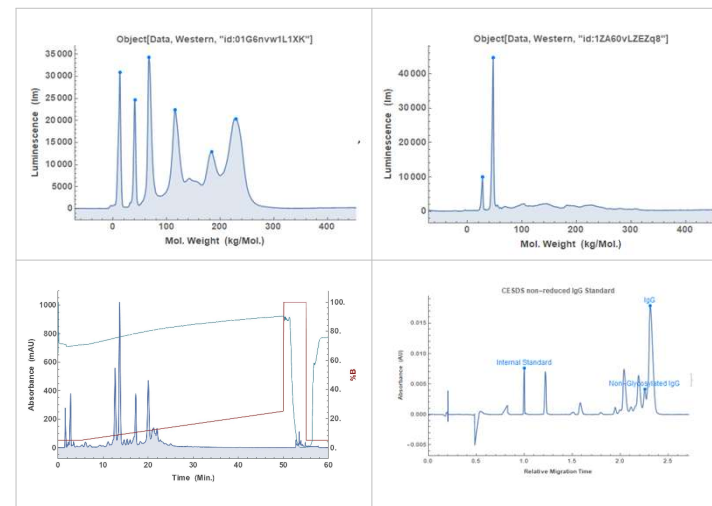 Object[Data, Western, "id:01G6nvw1L1XK"]
35000
30000
25000
20000
15000
10000
5000
0
Luminescence (lm)
0 100 200 300 400
Mol. Weight (kg/Mol.)
Object[Data, Western, "id:1ZA60vLZEZq8"]
40000
30000
20000
10000
0
Luminescence (lm)
0 100 200 300 400
Mol. Weight (kg/Mol.)
1000
800
600
400
200
0
Absorbance (mAU)
100.
80.
60.
40.
20.
0.
%B
0 10 20 30 40 50 60
Time (Min.)
CESDS non-reduced IgG Standard
IgG
Internal Standard
Non-Glycosylated IgG
0.015
0.010
0.005
0.000
-0.005
Absorbance (AU)
0.0 0.5 1.0 1.5 2.0 2.5
Relative Migration Time